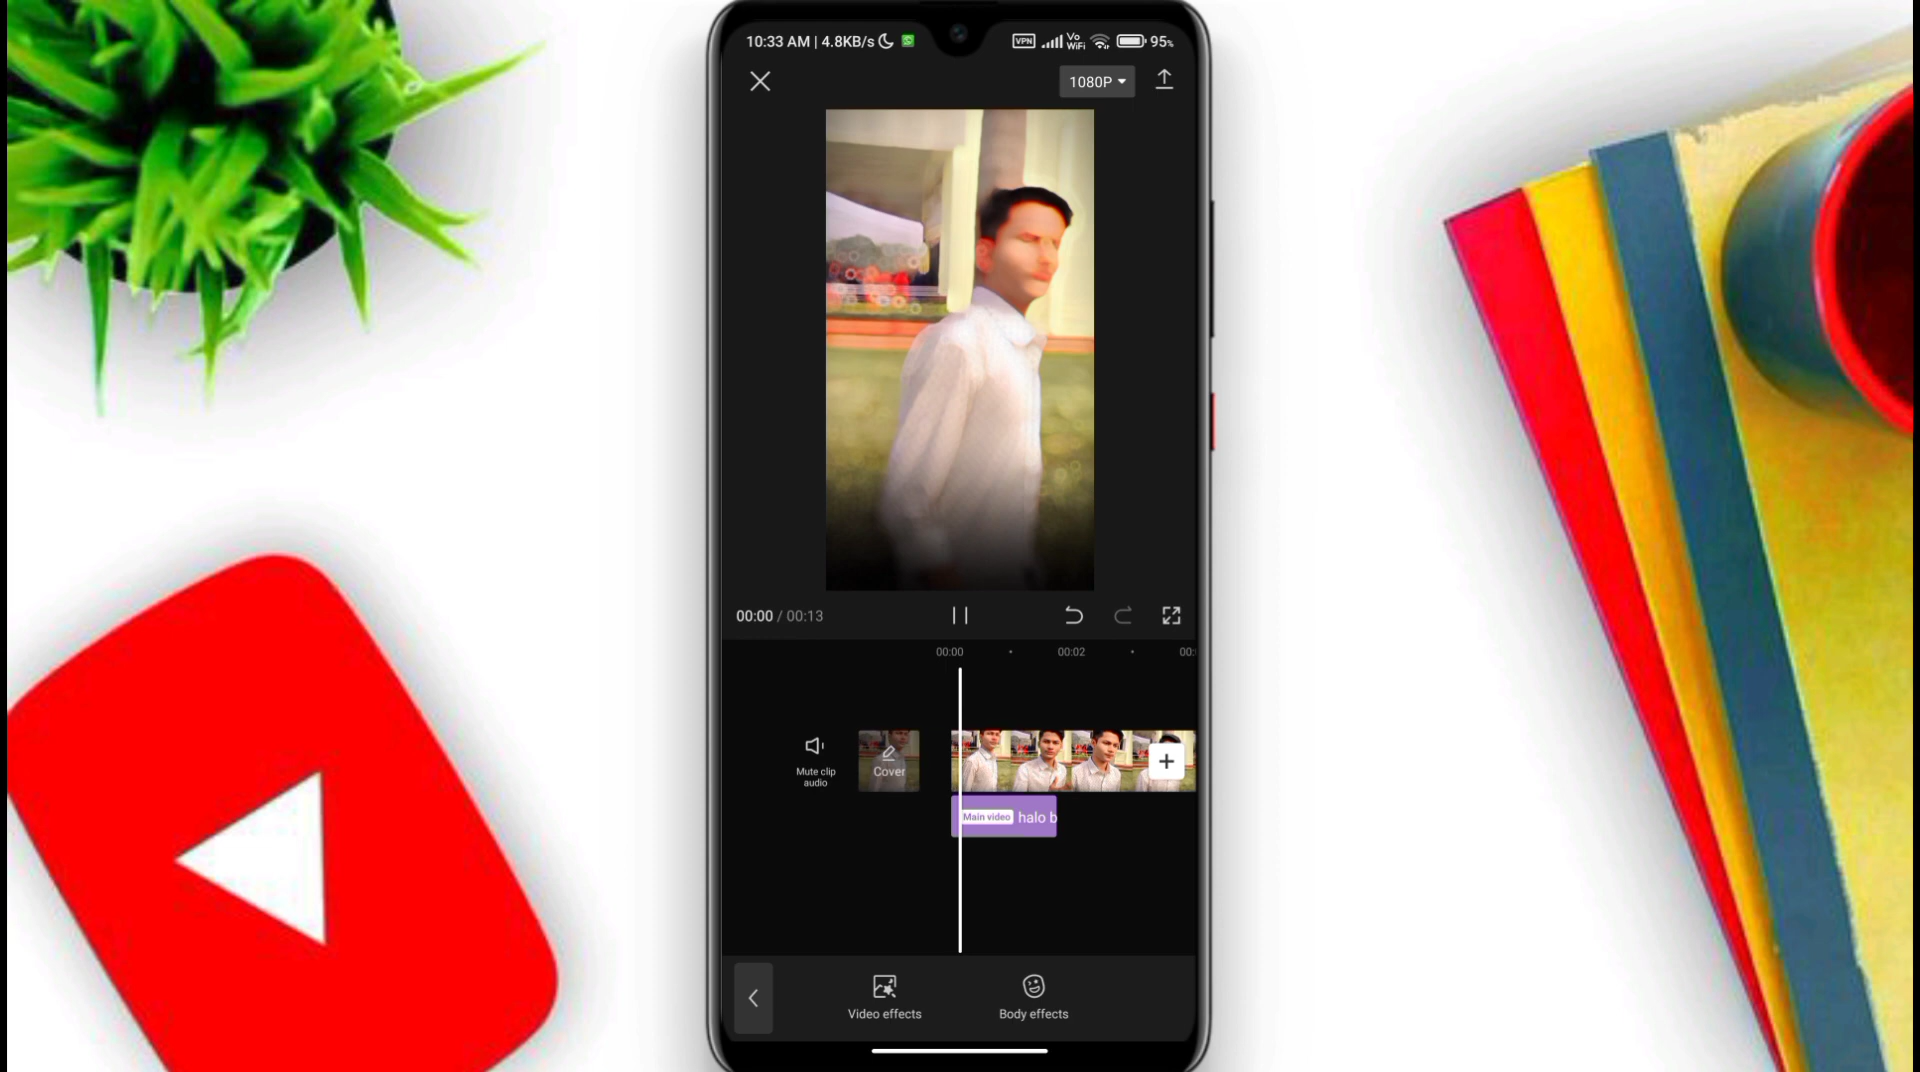 10:33 AM | 4.8KB/s
VPN
Vo
WiFi
95%
1080P
00:00 / 00:13
00:00
00:02
00:
Mute clip
audio
Cover
Main video halo b
Video effects
Body effects